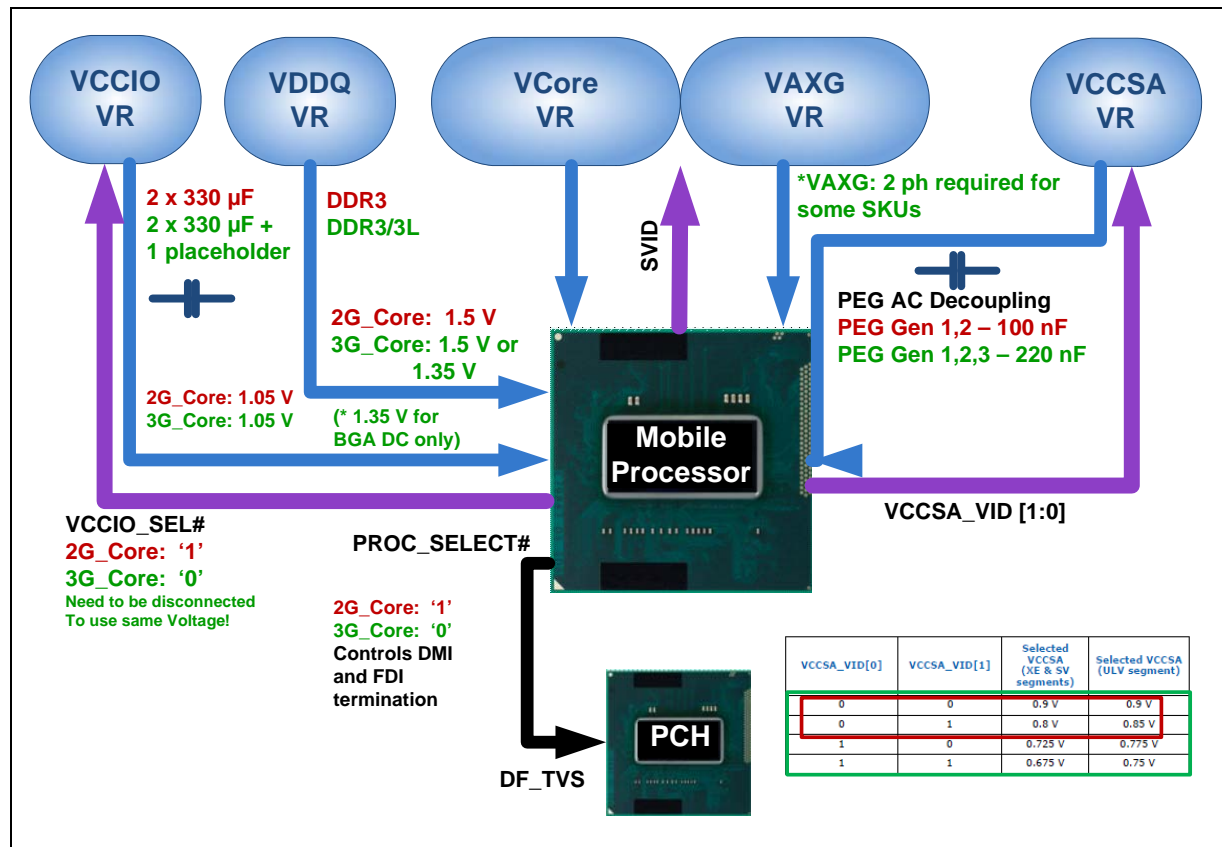 VCCIO
VR
VDDQ
VR
VCore
VR
VAXG
VR
VCCSA
VR
2 x 330 µF
2 x 330 µF +
1 placeholder
DDR3
DDR3/3L
SVID
*VAXG: 2 ph required for
some SKUs
PEG AC Decoupling
PEG Gen 1,2 – 100 nF
PEG Gen 1,2,3 – 220 nF
2G_Core: 1.5 V
3G_Core: 1.5 V or
1.35 V
2G_Core: 1.05 V
3G_Core: 1.05 V
(* 1.35 V for
BGA DC only)
Mobile
Processor
VCCIO_SEL#
2G_Core: ‘1’
3G_Core: ‘0’
Need to be disconnected
To use same Voltage!
PROC_SELECT#
VCCSA_VID [1:0]
2G_Core: ‘1’
3G_Core: ‘0’
Controls DMI
and FDI
termination
PCH
DF_TVS
VCCSA_VID[0] VCCSA_VID[1] Selected VCCSA (XE & SV segments) Selected VCCSA (ULV segment)
0 0 0.9 V 0.9 V
0 1 0.8 V 0.85 V
1 0 0.725 V 0.775 V
1 1 0.675 V 0.75 V